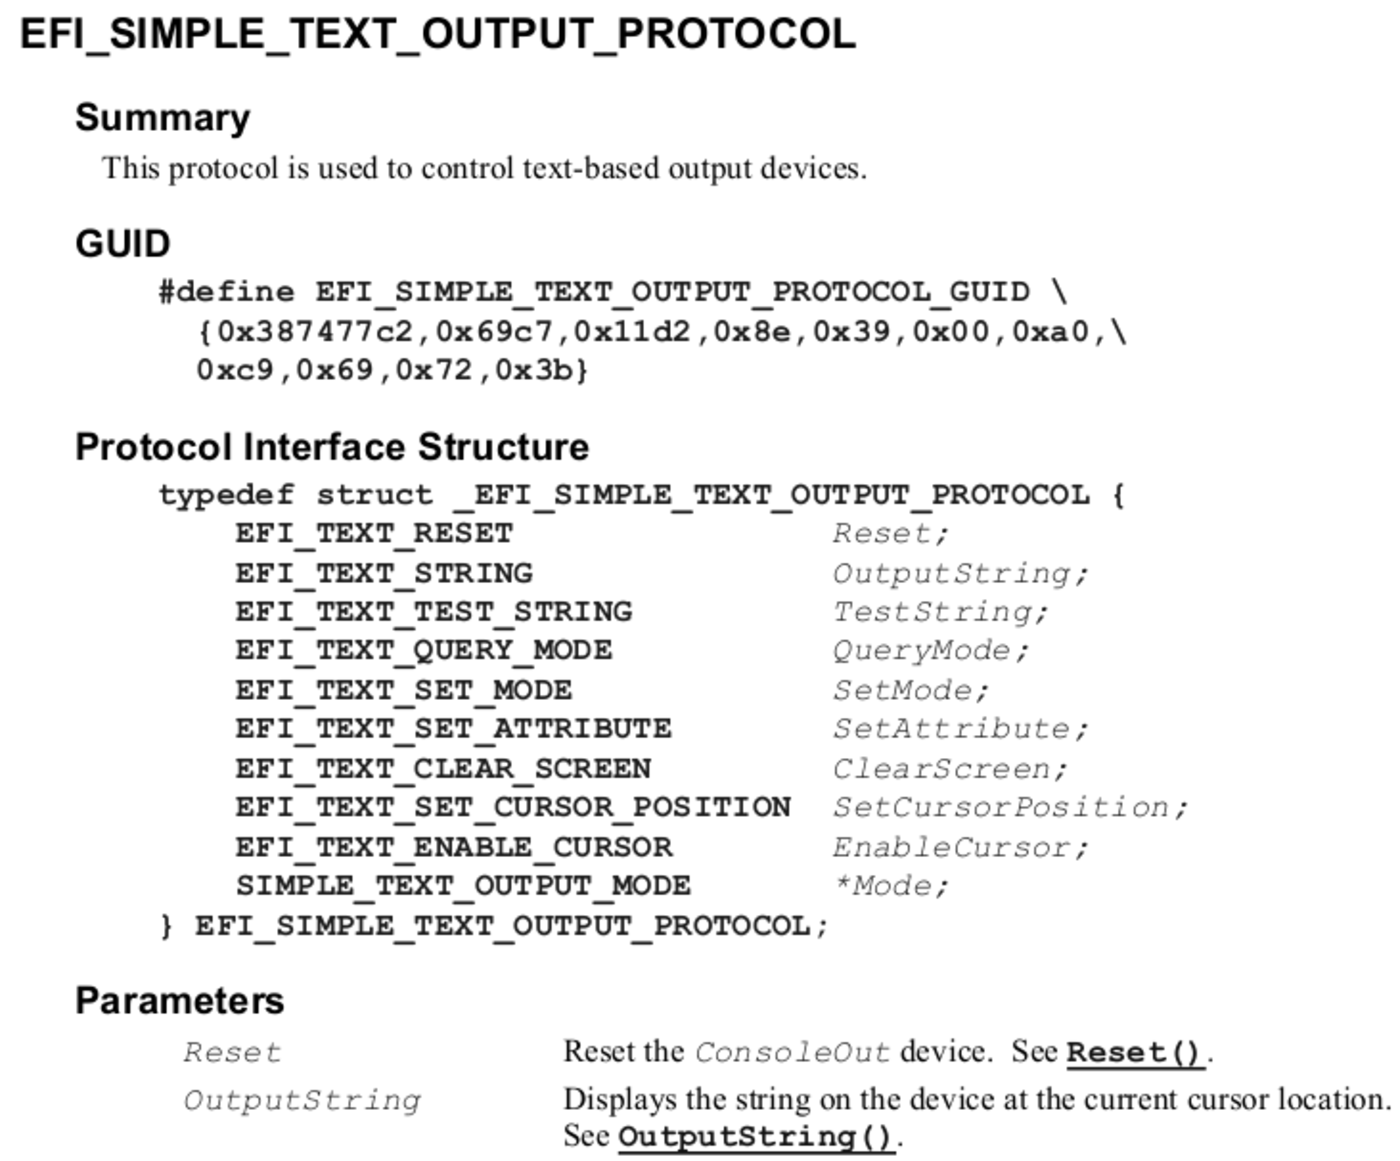 EFI_SIMPLE_TEXT_OUTPUT_PROTOCOL
Summary
This protocol is used to control text-based output devices.
GUID
#define EFI_SIMPLE_TEXT_OUTPUT_PROTOCOL_GUID \
{0x387477c2,0x69c7,0x11d2,0x8e,0x39,0x00,0xa0,\
0xc9,0x69,0x72,0x3b}
Protocol Interface Structure
typedef struct _EFI_SIMPLE_TEXT_OUTPUT_PROTOCOL {
EFI_TEXT_RESET Reset;
EFI_TEXT_STRING OutputString;
EFI_TEXT_TEST_STRING TestString;
EFI_TEXT_QUERY_MODE QueryMode;
EFI_TEXT_SET_MODE SetMode;
EFI_TEXT_SET_ATTRIBUTE SetAttribute;
EFI_TEXT_CLEAR_SCREEN ClearScreen;
EFI_TEXT_SET_CURSOR_POSITION SetCursorPosition;
EFI_TEXT_ENABLE_CURSOR EnableCursor;
SIMPLE_TEXT_OUTPUT_MODE *Mode;
} EFI_SIMPLE_TEXT_OUTPUT_PROTOCOL;
Parameters
Reset Reset the ConsoleOut device. See Reset().
OutputString Displays the string on the device at the current cursor location.
See OutputString().